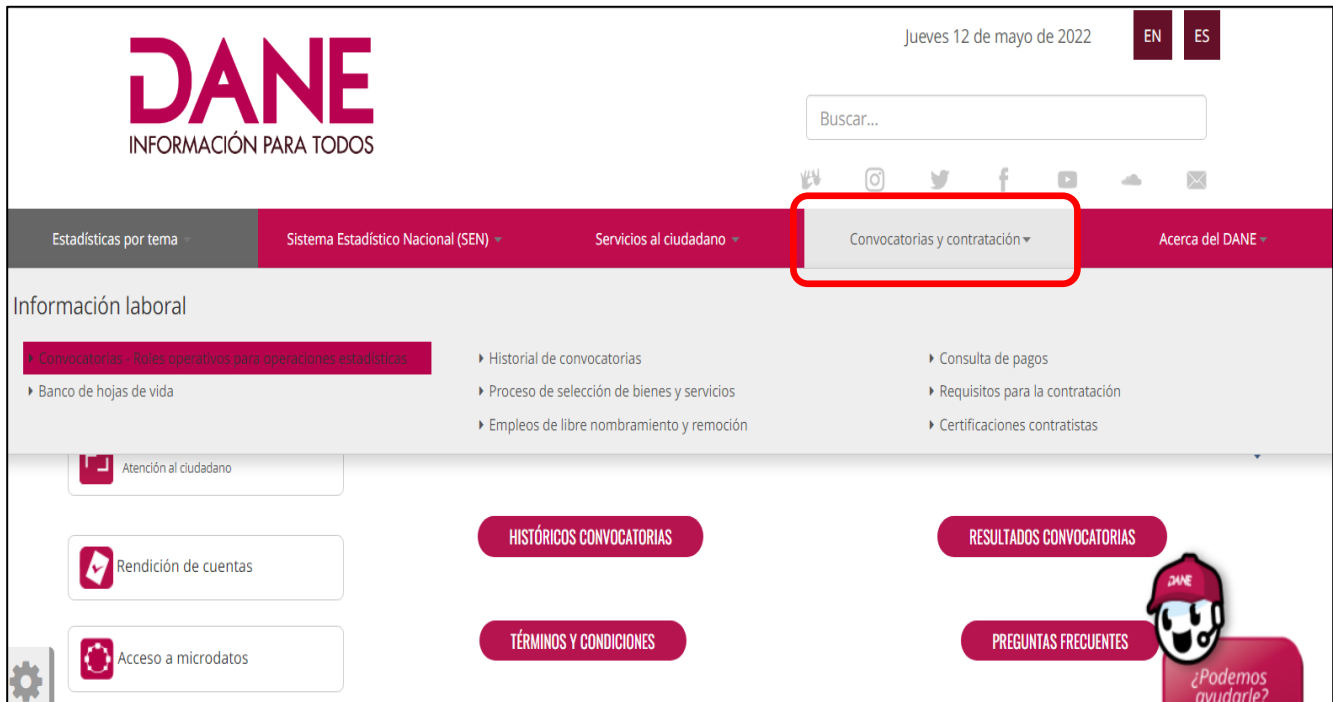 Jueves 12 de mayo de 2022
EN
ES
DANE
INFORMACIÓN PARA TODOS
Buscar...
Estadísticas por tema
Sistema Estadístico Nacional (SEN)
Servicios al ciudadano
Convocatorias y contratación
Acerca del DANE
Información laboral
Convocatorias - Roles operativos para operaciones estadísticas
Historial de convocatorias
Consulta de pagos
Banco de hojas de vida
Proceso de selección de bienes y servicios
Requisitos para la contratación
Empleos de libre nombramiento y remoción
Certificaciones contratistas
Atención al ciudadano
HISTÓRICOS CONVOCATORIAS
RESULTADOS CONVOCATORIAS
Rendición de cuentas
DANE
TÉRMINOS Y CONDICIONES
PREGUNTAS FRECUENTES
Acceso a microdatos
¿Podemos
ayudarle?